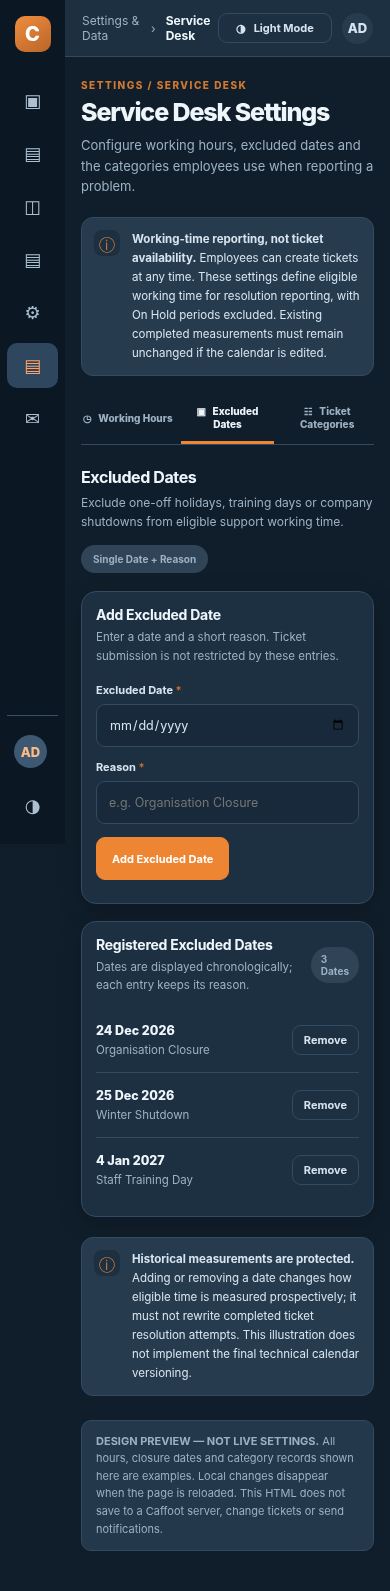 C
Settings &
Data
›
Service
Desk
Light Mode
AD
SETTINGS / SERVICE DESK
Service Desk Settings
Configure working hours, excluded dates and
the categories employees use when reporting a
problem.
Working-time reporting, not ticket
availability. Employees can create tickets
at any time. These settings define eligible
working time for resolution reporting, with
On Hold periods excluded. Existing
completed measurements must remain
unchanged if the calendar is edited.
Working Hours
Excluded
Dates
Ticket
Categories
Excluded Dates
Exclude one-off holidays, training days or company
shutdowns from eligible support working time.
Single Date + Reason
Add Excluded Date
Enter a date and a short reason. Ticket
submission is not restricted by these entries.
Excluded Date *
mm/dd/yyyy
Reason *
e.g. Organisation Closure
Add Excluded Date
AD
Registered Excluded Dates
Dates are displayed chronologically;
each entry keeps its reason.
3
Dates
24 Dec 2026
Organisation Closure
Remove
25 Dec 2026
Winter Shutdown
Remove
4 Jan 2027
Staff Training Day
Remove
Historical measurements are protected.
Adding or removing a date changes how
eligible time is measured prospectively; it
must not rewrite completed ticket
resolution attempts. This illustration does
not implement the final technical calendar
versioning.
DESIGN PREVIEW — NOT LIVE SETTINGS. All
hours, closure dates and category records shown
here are examples. Local changes disappear
when the page is reloaded. This HTML does not
save to a Caffoot server, change tickets or send
notifications.